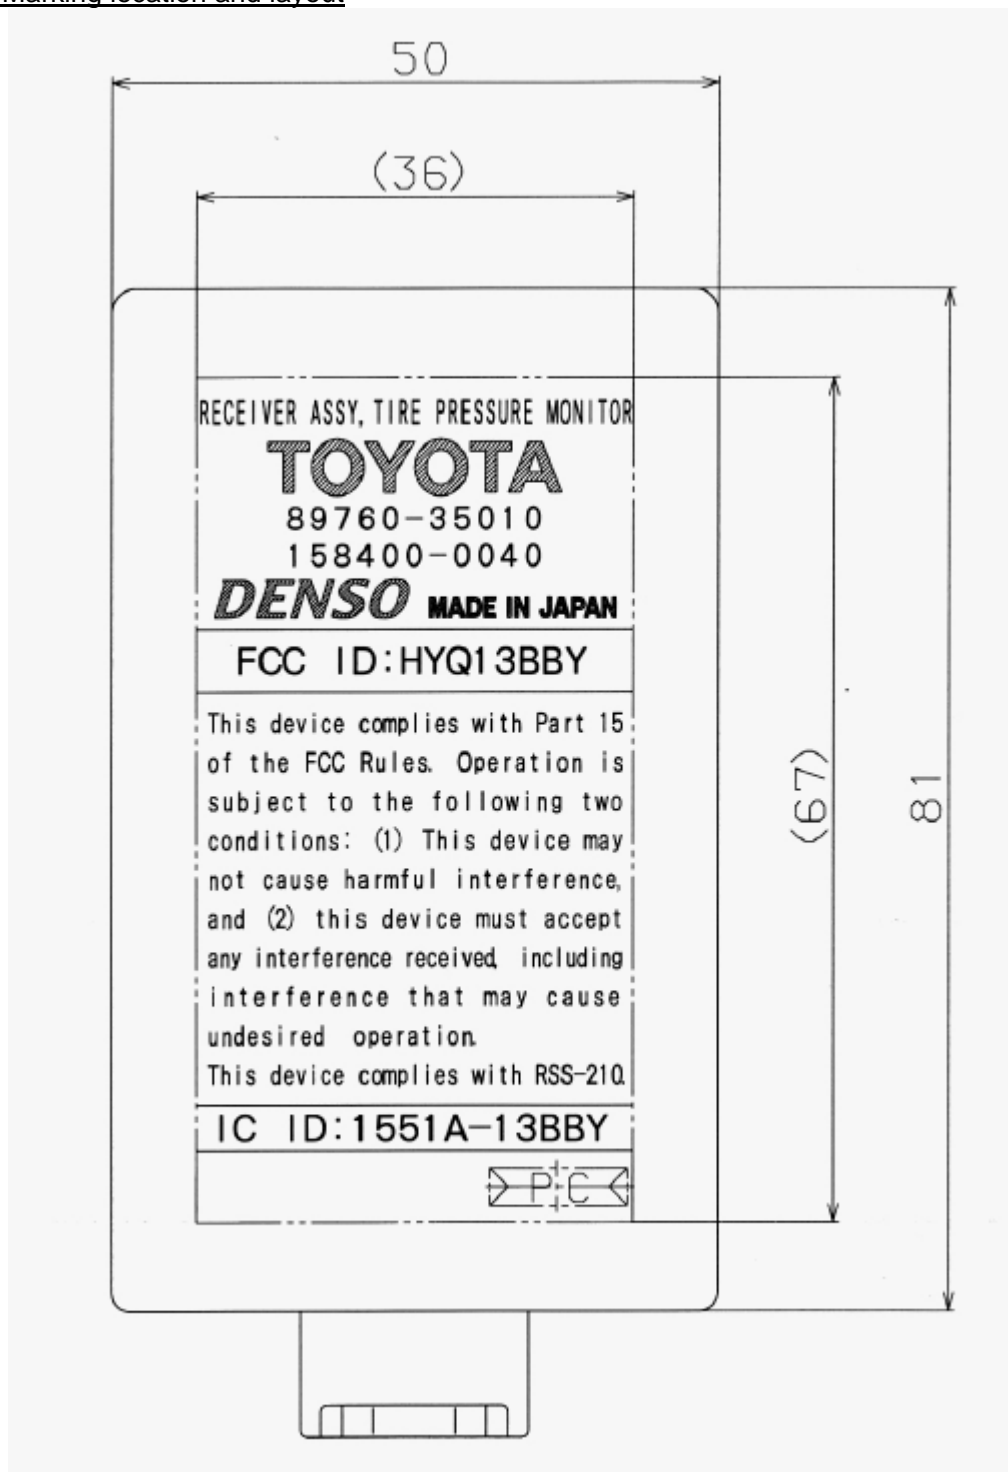 Marking location and layout
50
(36)
RECEIVER ASSY, TIRE PRESSURE MONITOR
TOYOTA
89760-35010
158400-0040
DENSO MADE IN JAPAN
FCC ID:HYQ13BBY
This device complies with Part 15
of the FCC Rules. Operation is
subject to the following two
conditions: (1) This device may
not cause harmful interference,
and (2) this device must accept
any interference received, including
interference that may cause
undesired operation.
This device complies with RSS-210.
IC ID:1551A-13BBY
PC
(67)
81